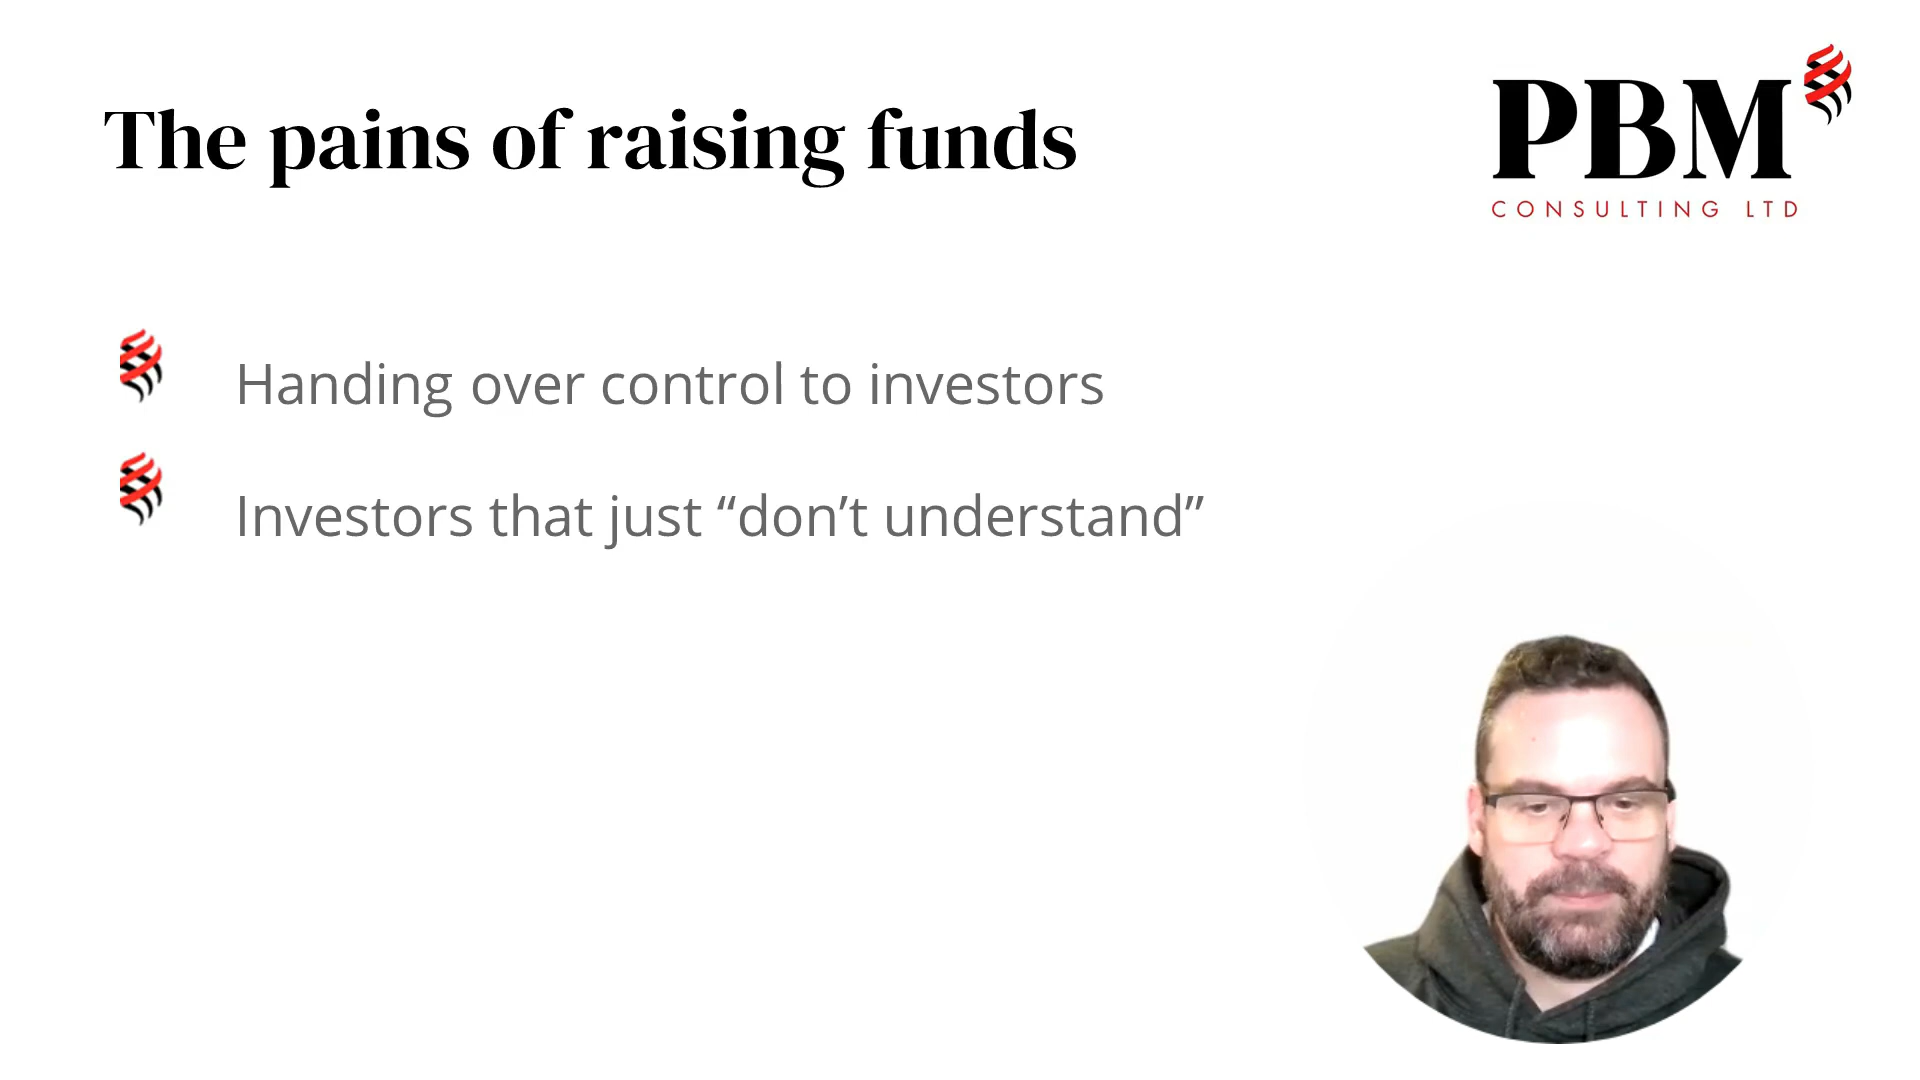 The pains of raising funds
PBM
CONSULTING LTD
Handing over control to investors
Investors that just “don’t understand”